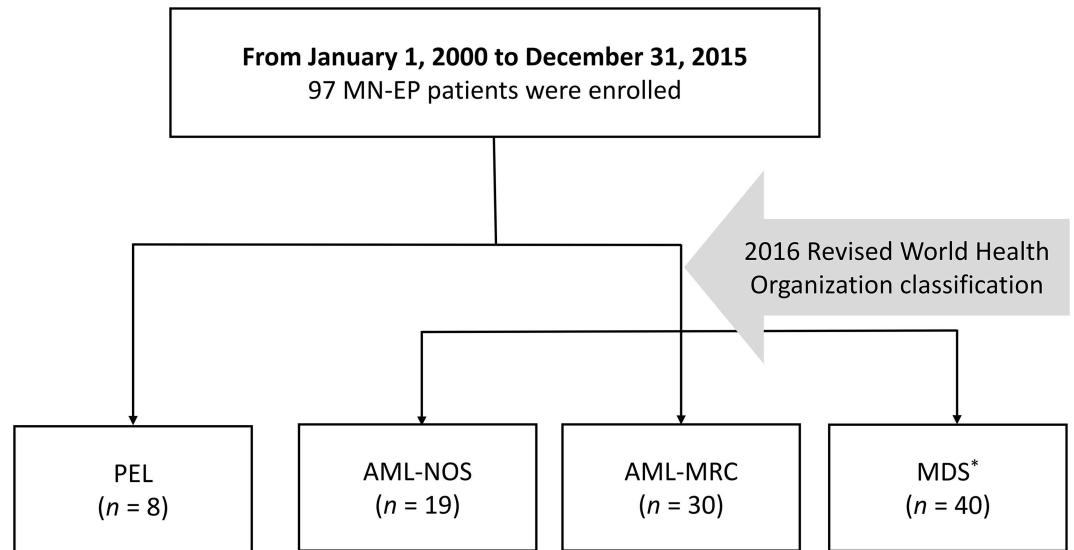 From January 1, 2000 to December 31, 2015
97 MN-EP patients were enrolled
2016 Revised World Health
Organization classification
PEL
(n = 8)
AML-NOS
(n = 19)
AML-MRC
(n = 30)
MDS*
(n = 40)